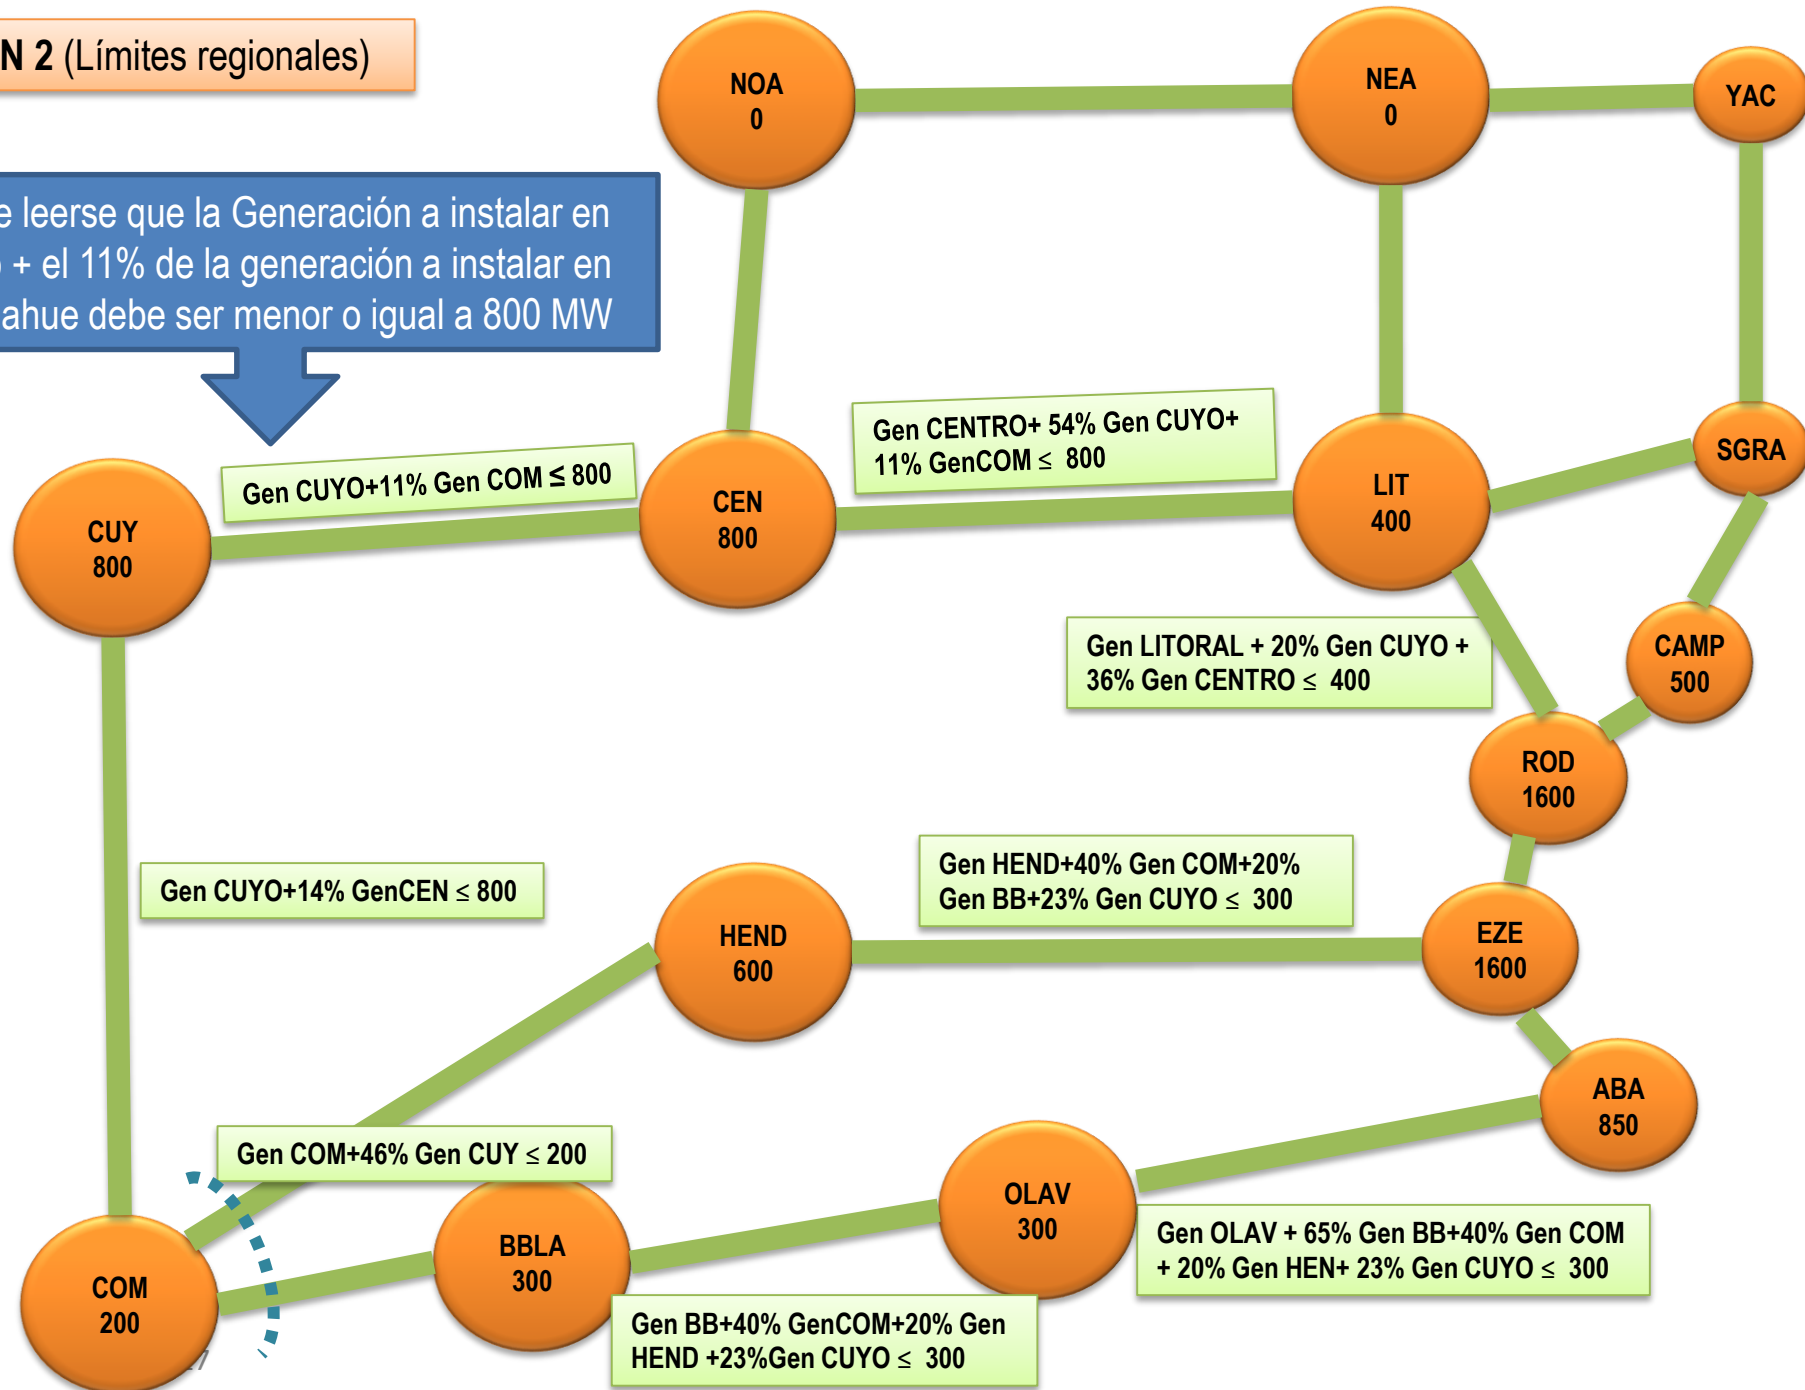 N 2 (Límites regionales)
NOA
0
NEA
0
YAC
e leerse que la Generación a instalar en
o + el 11% de la generación a instalar en
ahue debe ser menor o igual a 800 MW
Gen CENTRO+ 54% Gen CUYO+
11% GenCOM ≤ 800
SGRA
Gen CUYO+11% Gen COM ≤ 800
CUY
800
CEN
800
LIT
400
Gen LITORAL + 20% Gen CUYO +
36% Gen CENTRO ≤ 400
CAMP
500
ROD
1600
Gen CUYO+14% GenCEN ≤ 800
HEND
600
Gen HEND+40% Gen COM+20%
Gen BB+23% Gen CUYO ≤ 300
EZE
1600
ABA
850
Gen COM+46% Gen CUY ≤ 200
OLAV
300
BBLA
300
Gen OLAV + 65% Gen BB+40% Gen COM
+ 20% Gen HEN+ 23% Gen CUYO ≤ 300
COM
200
Gen BB+40% GenCOM+20% Gen
HEND +23%Gen CUYO ≤ 300